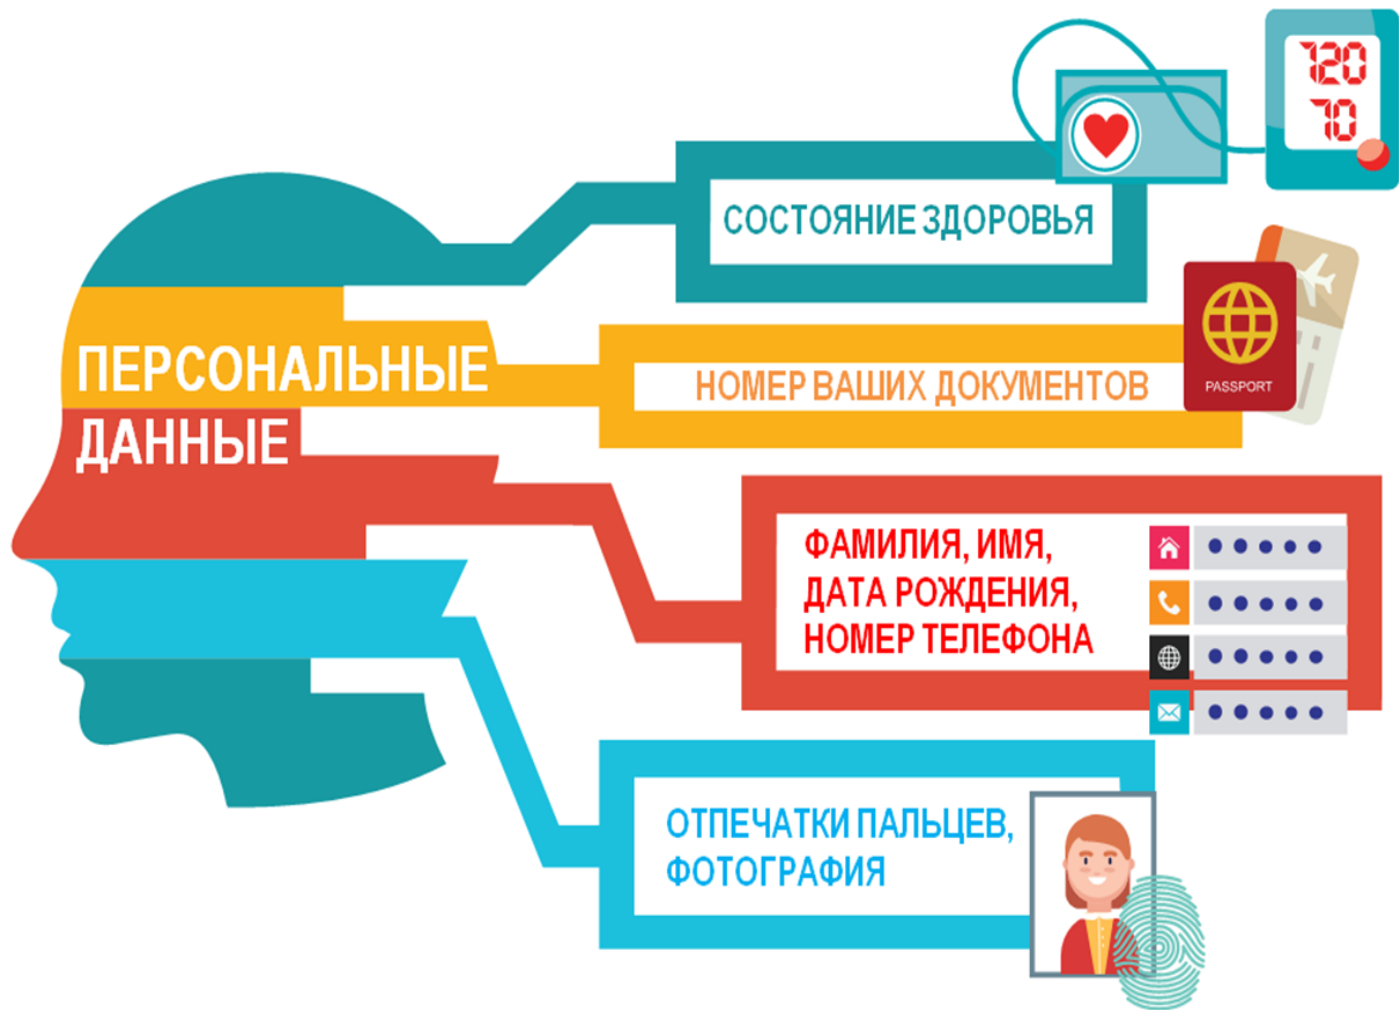 120
70
СОСТОЯНИЕ ЗДОРОВЬЯ
ПЕРСОНАЛЬНЫЕ
ДАННЫЕ
НОМЕР ВАШИХ ДОКУМЕНТОВ
PASSPORT
ФАМИЛИЯ, ИМЯ,
ДАТА РОЖДЕНИЯ,
НОМЕР ТЕЛЕФОНА
ОТПЕЧАТКИ ПАЛЬЦЕВ,
ФОТОГРАФИЯ